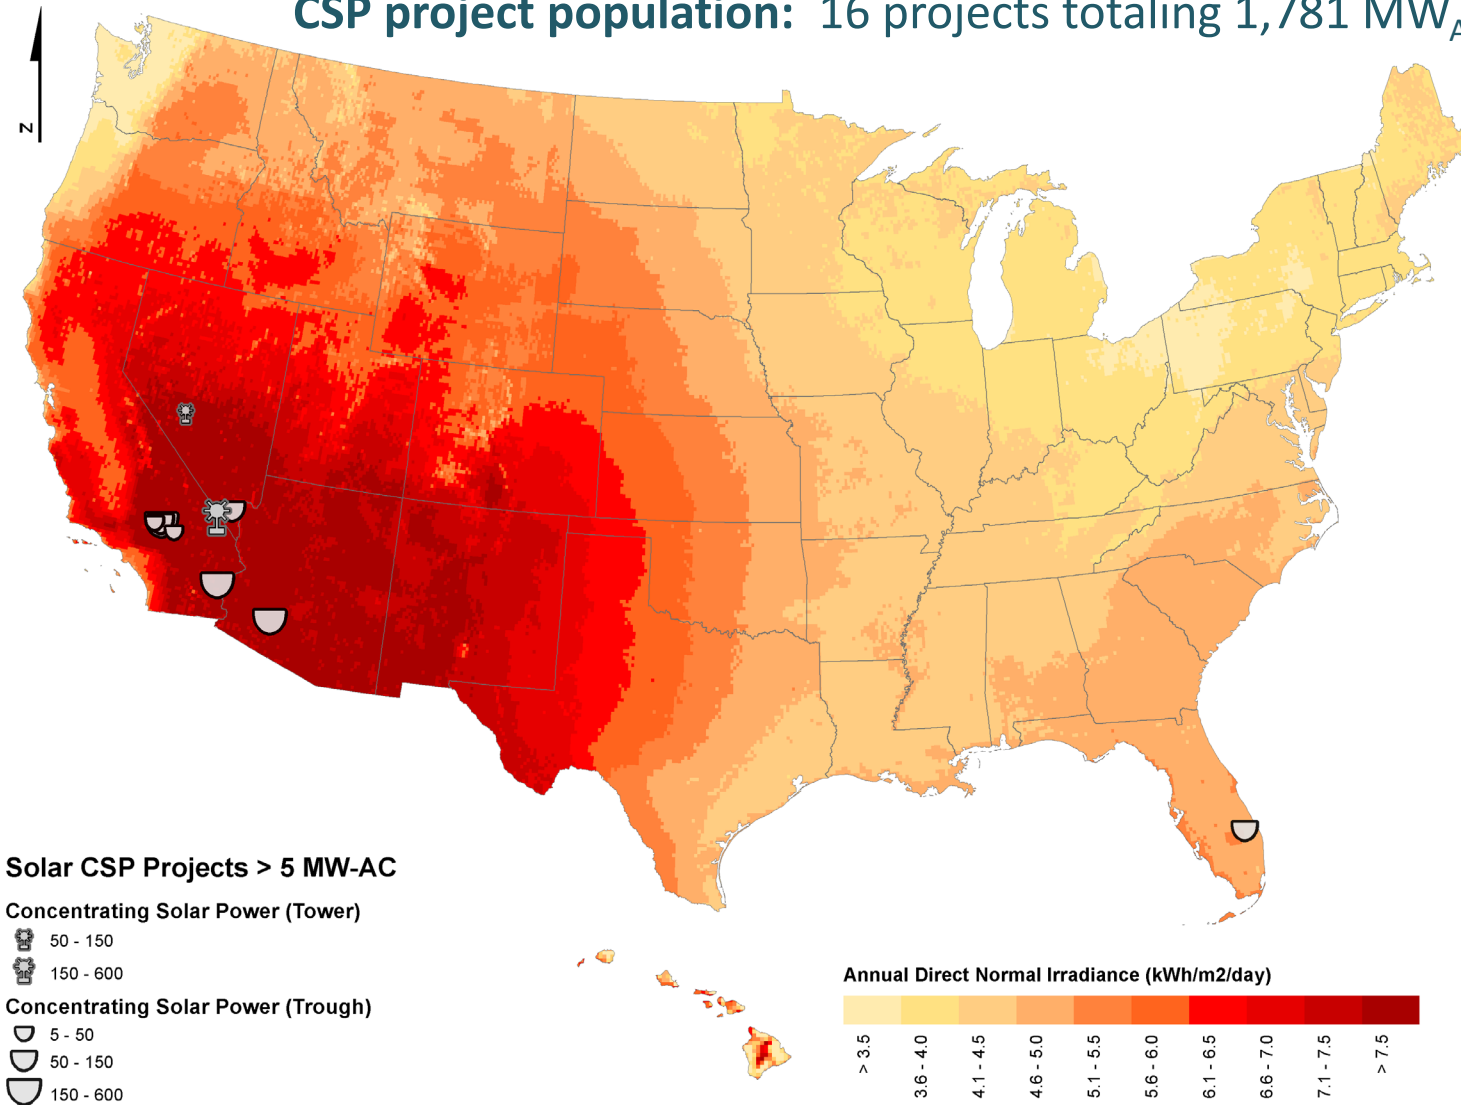 CSP project population: 16 projects totaling 1,781 MWA
N
Solar CSP Projects > 5 MW-AC
Concentrating Solar Power (Tower)
50 - 150
150 - 600
Concentrating Solar Power (Trough)
5 - 50
50 - 150
150 - 600
Annual Direct Normal Irradiance (kWh/m2/day)
> 3.5
3.6 - 4.0
4.1 - 4.5
4.6 - 5.0
5.1 - 5.5
5.6 - 6.0
6.1 - 6.5
6.6 - 7.0
7.1 - 7.5
> 7.5